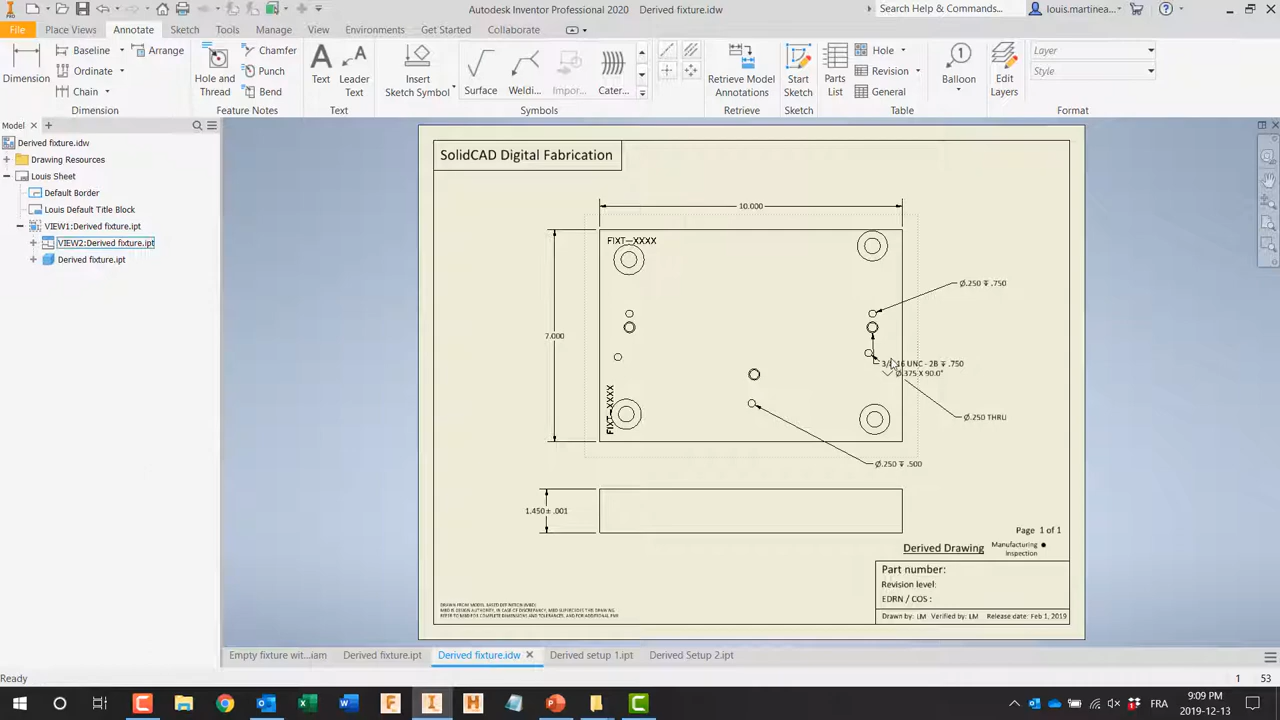 Autodesk Inventor Professional 2020 Derived fixture.idw
Search Help & Commands...
louis.martinea...
File Place Views Annotate Sketch Tools Manage View Environments Get Started Collaborate
Dimension
Baseline
Ordinate
Chain
Arrange
Dimension
Hole and Thread
Chamfer
Punch
Bend
Feature Notes
Text
Leader Text
Text
Insert Sketch Symbol
Surface
Weldi...
Impor...
Cater...
Symbols
Retrieve Model Annotations
Retrieve
Start Sketch
Sketch
Parts List
Hole
Revision
General
Table
Balloon
Edit Layers
Layer
Style
Format
Model
Derived fixture.idw
Drawing Resources
Louis Sheet
Default Border
Louis Default Title Block
VIEW1:Derived fixture.ipt
VIEW2:Derived fixture.ipt
Derived fixture.ipt
SolidCAD Digital Fabrication
10.000
FIXT-XXXX
Ø.250 ↧ .750
7.000
16 UNC - 2B ↧ .750
Ø.375 X 90.0°
FIXT-XXXX
Ø.250 THRU
Ø.250 ↧ .500
1.450± .001
Page 1 of 1
Derived Drawing
Manufacturing
Inspection
Part number:
Revision level:
EDRN / COS :
Drawn by: LM Verified by: LM Release date: Feb 1, 2019
Empty fixture wit...iam Derived fixture.ipt Derived fixture.idw Derived setup 1.ipt Derived Setup 2.ipt
Ready
1 53
FRA
9:09 PM
2019-12-13